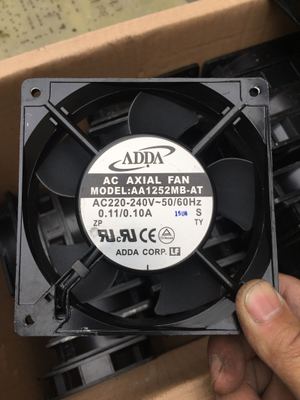 ADDA
AC AXIAL FAN
MODEL:AA1252MB-AT
AC220-240V~50/60Hz
0.11/0.10A S
ZP TY
ADDA CORP. LF